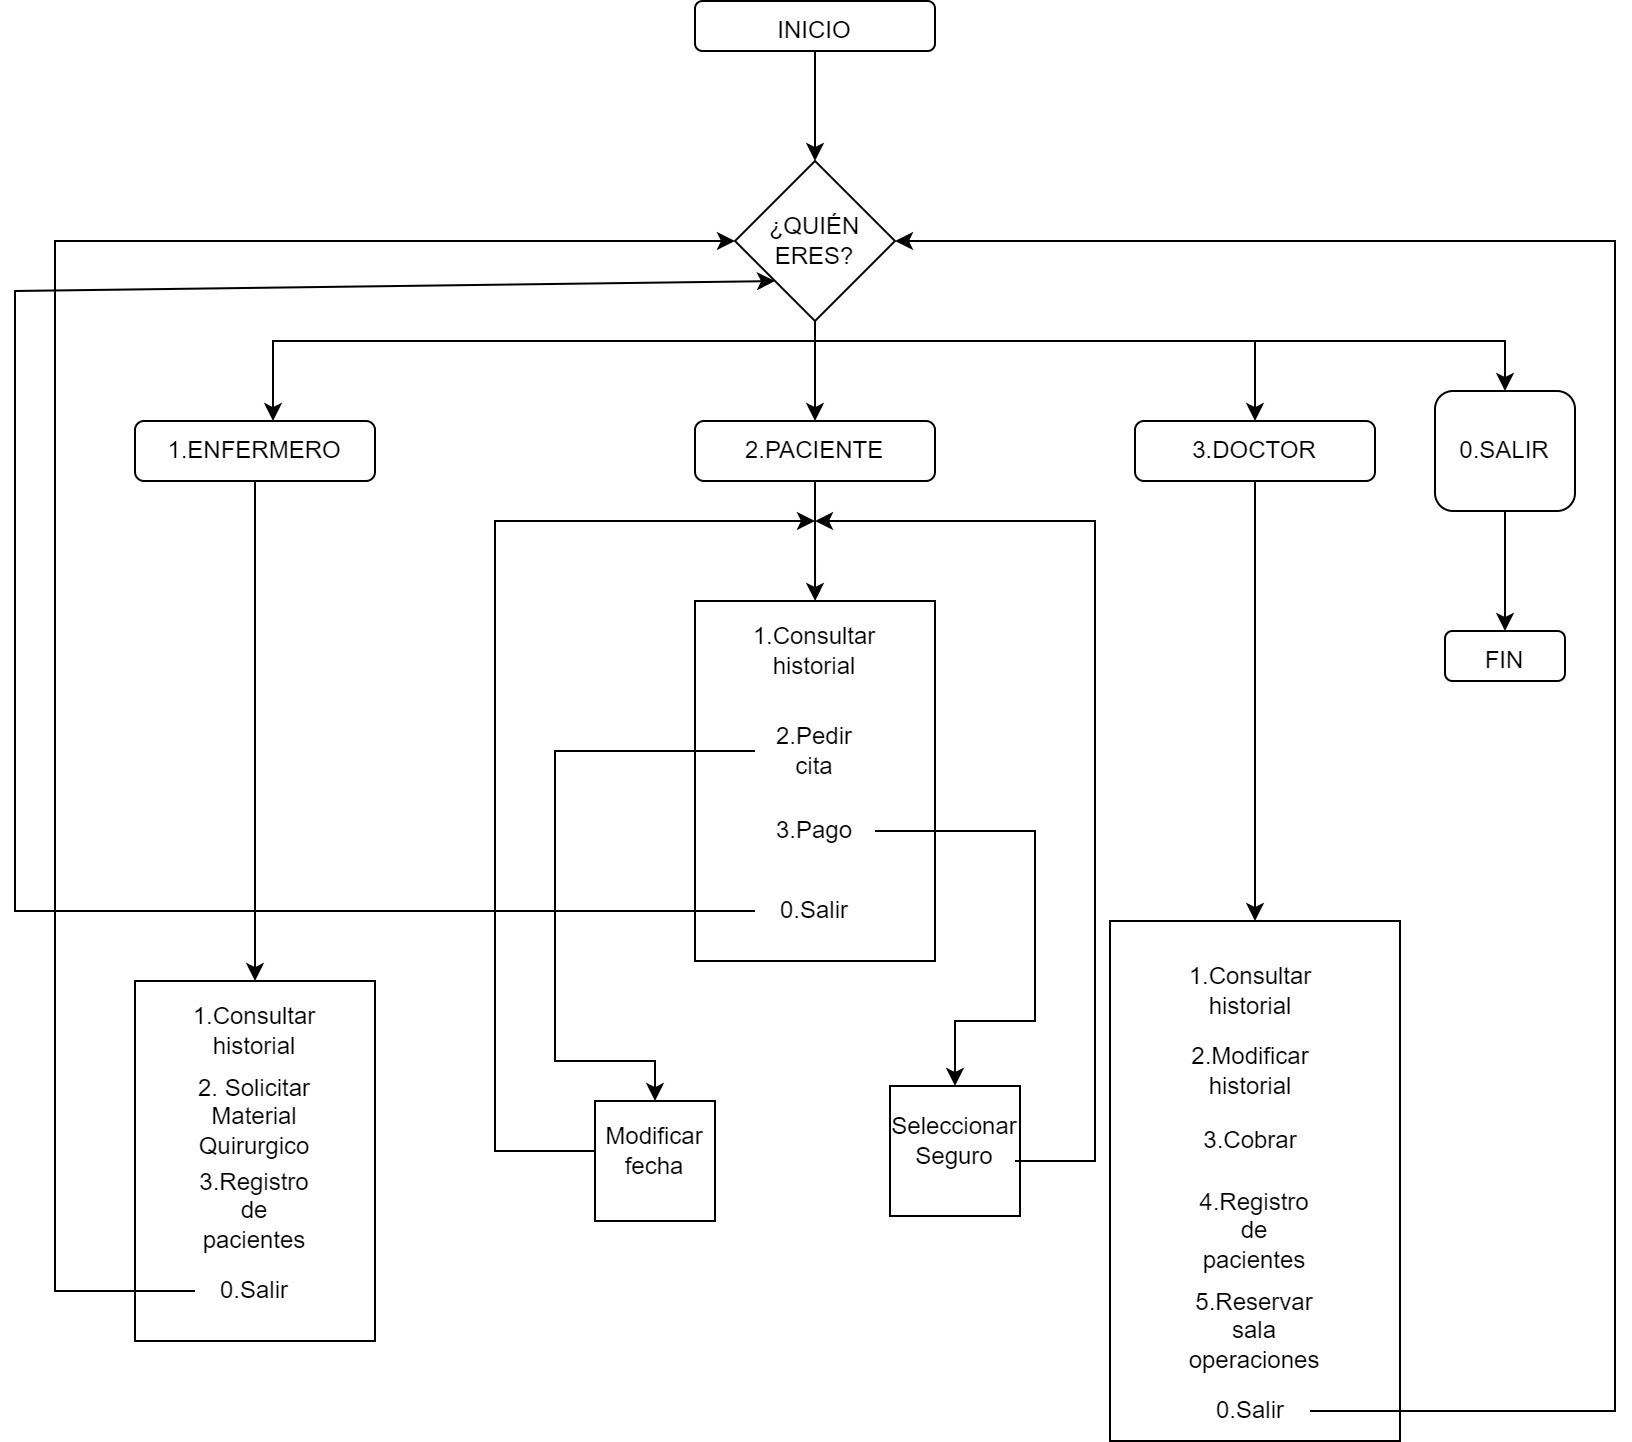 INICIO
¿QUIÉN
ERES?
1.ENFERMERO
2.PACIENTE
3.DOCTOR
0.SALIR
FIN
1.Consultar
historial
2.Pedir
cita
3.Pago
0.Salir
1.Consultar
historial
2. Solicitar
Material
Quirurgico
3.Registro
de
pacientes
0.Salir
Modificar
fecha
Seleccionar
Seguro
1.Consultar
historial
2.Modificar
historial
3.Cobrar
4.Registro
de
pacientes
5.Reservar
sala
operaciones
0.Salir